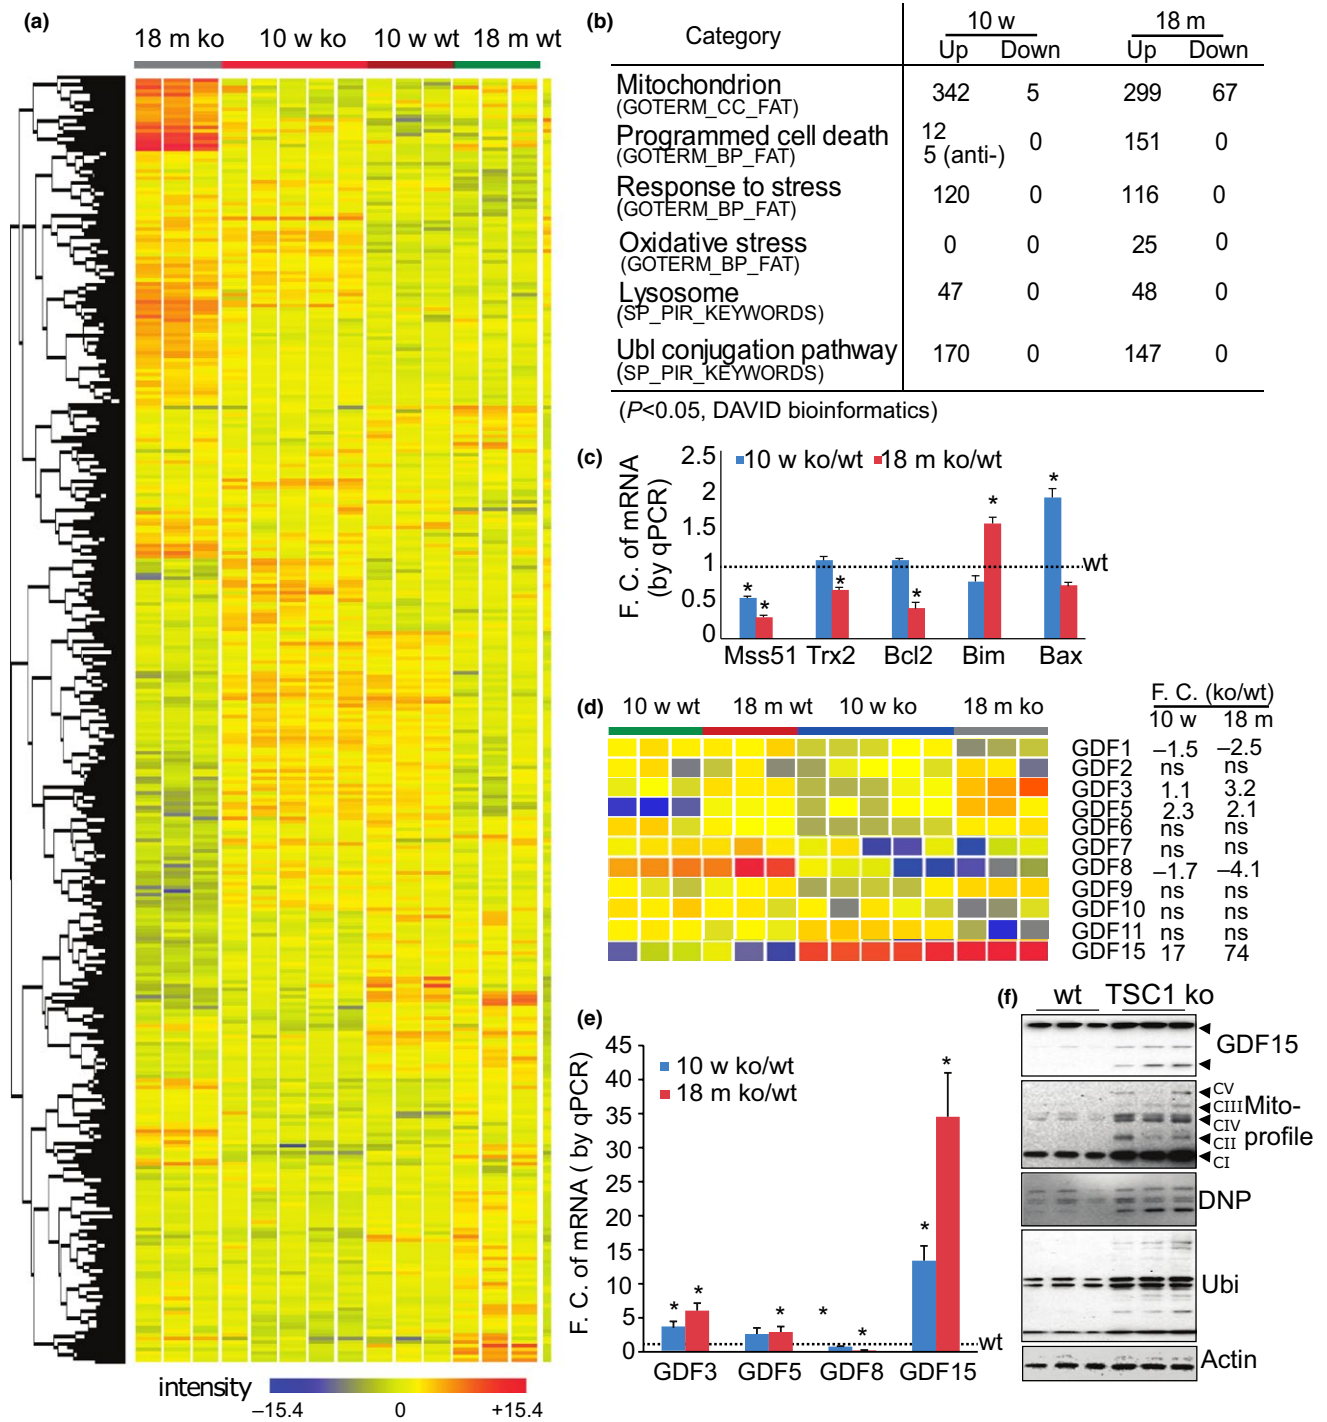 (a)
18 m ko 10 w ko 10 w wt 18 m wt
intensity
–15.4 0 +15.4
(b)
Category 10 w 18 m
Up Down Up Down
Mitochondrion 342 5 299 67
(GOTERM_CC_FAT)
Programmed cell death 12 0 151 0
(GOTERM_BP_FAT) 5 (anti-)
Response to stress 120 0 116 0
(GOTERM_BP_FAT)
Oxidative stress 0 0 25 0
(GOTERM_BP_FAT)
Lysosome 47 0 48 0
(SP_PIR_KEYWORDS)
Ubl conjugation pathway 170 0 147 0
(SP_PIR_KEYWORDS)
(P<0.05, DAVID bioinformatics)
(c)
F. C. of mRNA
(by qPCR)
10 w ko/wt 18 m ko/wt
2.5
2
1.5
1
0.5
0
* * * * * *
wt
Mss51 Trx2 Bcl2 Bim Bax
(d)
10 w wt 18 m wt 10 w ko 18 m ko
F. C. (ko/wt)
10 w 18 m
GDF1 –1.5 –2.5
GDF2 ns ns
GDF3 1.1 3.2
GDF5 2.3 2.1
GDF6 ns ns
GDF7 ns ns
GDF8 –1.7 –4.1
GDF9 ns ns
GDF10 ns ns
GDF11 ns ns
GDF15 17 74
(e)
F. C. of mRNA ( by qPCR)
10 w ko/wt
18 m ko/wt
45
40
35
30
25
20
15
10
5
0
* * * * * * *
wt
GDF3 GDF5 GDF8 GDF15
(f)
wt TSC1 ko
GDF15
CV
CIII
CIV
CII
CI
Mito-
profile
DNP
Ubi
Actin